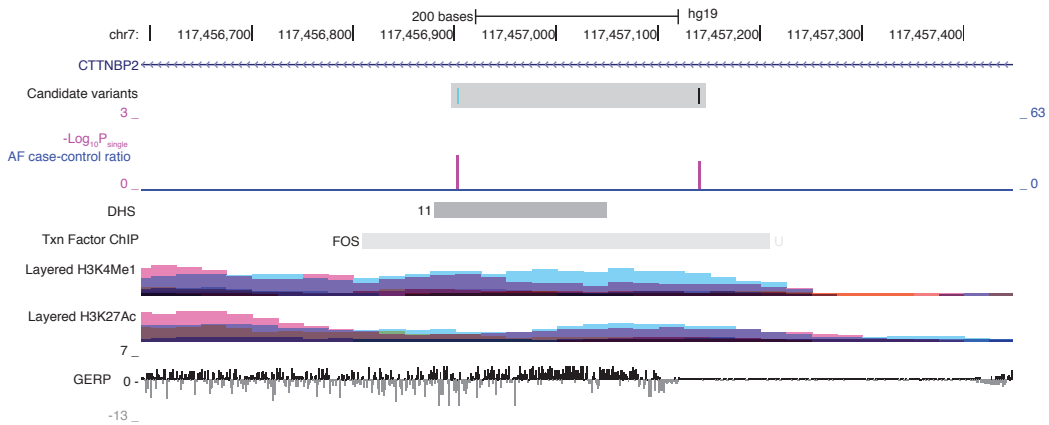 200 bases hg19
chr7: 117,456,700 117,456,800 117,456,900 117,457,000 117,457,100 117,457,200 117,457,300 117,457,400
CTTNBP2
Candidate variants
3 _ _ 63
-Log10Psingle
AF case-control ratio
0 _ _ 0
DHS 11
Txn Factor ChIP FOS U
Layered H3K4Me1
Layered H3K27Ac
7 _
GERP 0 -
-13 _